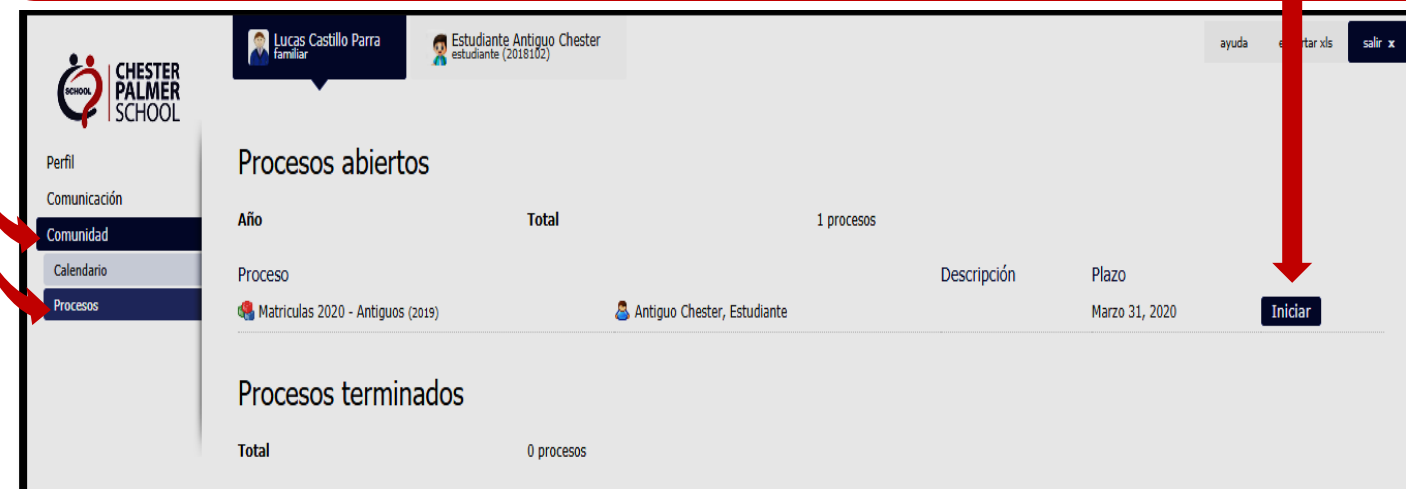 Lucas Castillo Parra
familiar
Estudiante Antiguo Chester
estudiante (2018102)
ayuda
tar xls
salir x
SCHOOL
CHESTER
PALMER
SCHOOL
Perfil
Comunicación
Comunidad
Calendario
Procesos
Procesos abiertos
Año Total 1 procesos
Proceso Descripción Plazo
Matriculas 2020 - Antiguos (2019) Antiguo Chester, Estudiante Marzo 31, 2020 Iniciar
Procesos terminados
Total 0 procesos